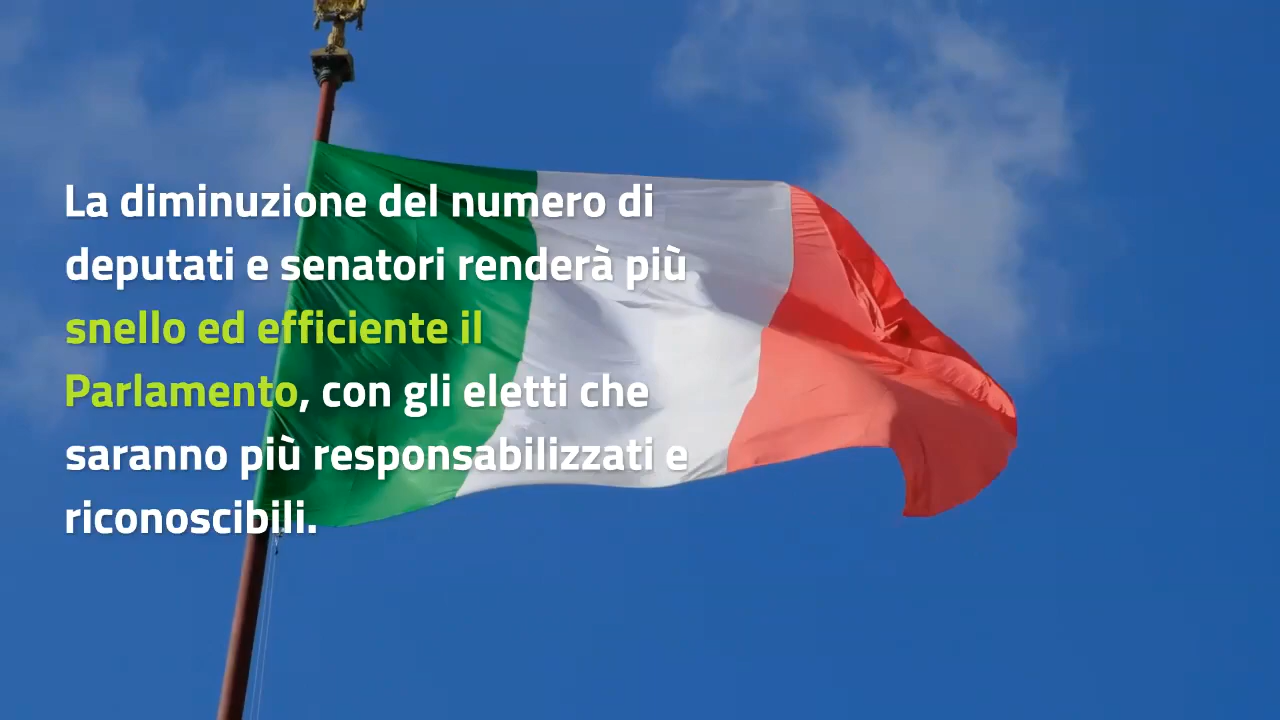 La diminuzione del numero di
deputati e senatori renderà più
snello ed efficiente il
Parlamento, con gli eletti che
saranno più responsabilizzati e
riconoscibili.